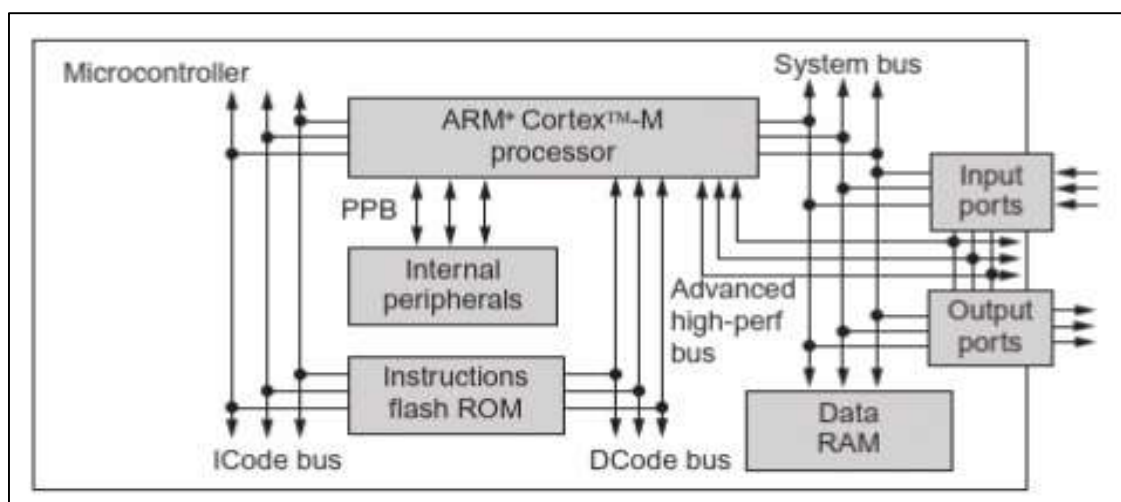 Microcontroller
System bus
ARM* Cortex™-M
processor
Input
ports
PPB
Internal
peripherals
Advanced
high-perf
bus
Output
ports
Instructions
flash ROM
Data
RAM
ICode bus
DCode bus